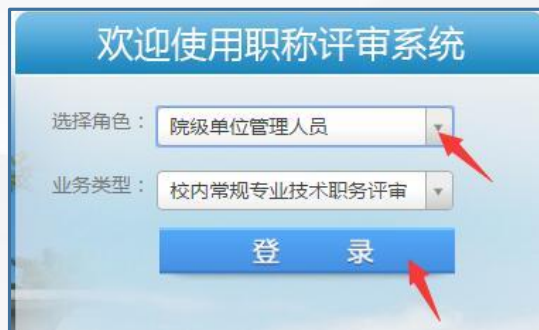 欢迎使用职称评审系统
选择角色： 院级单位管理人员
业务类型： 校内常规专业技术职务评审
登 录